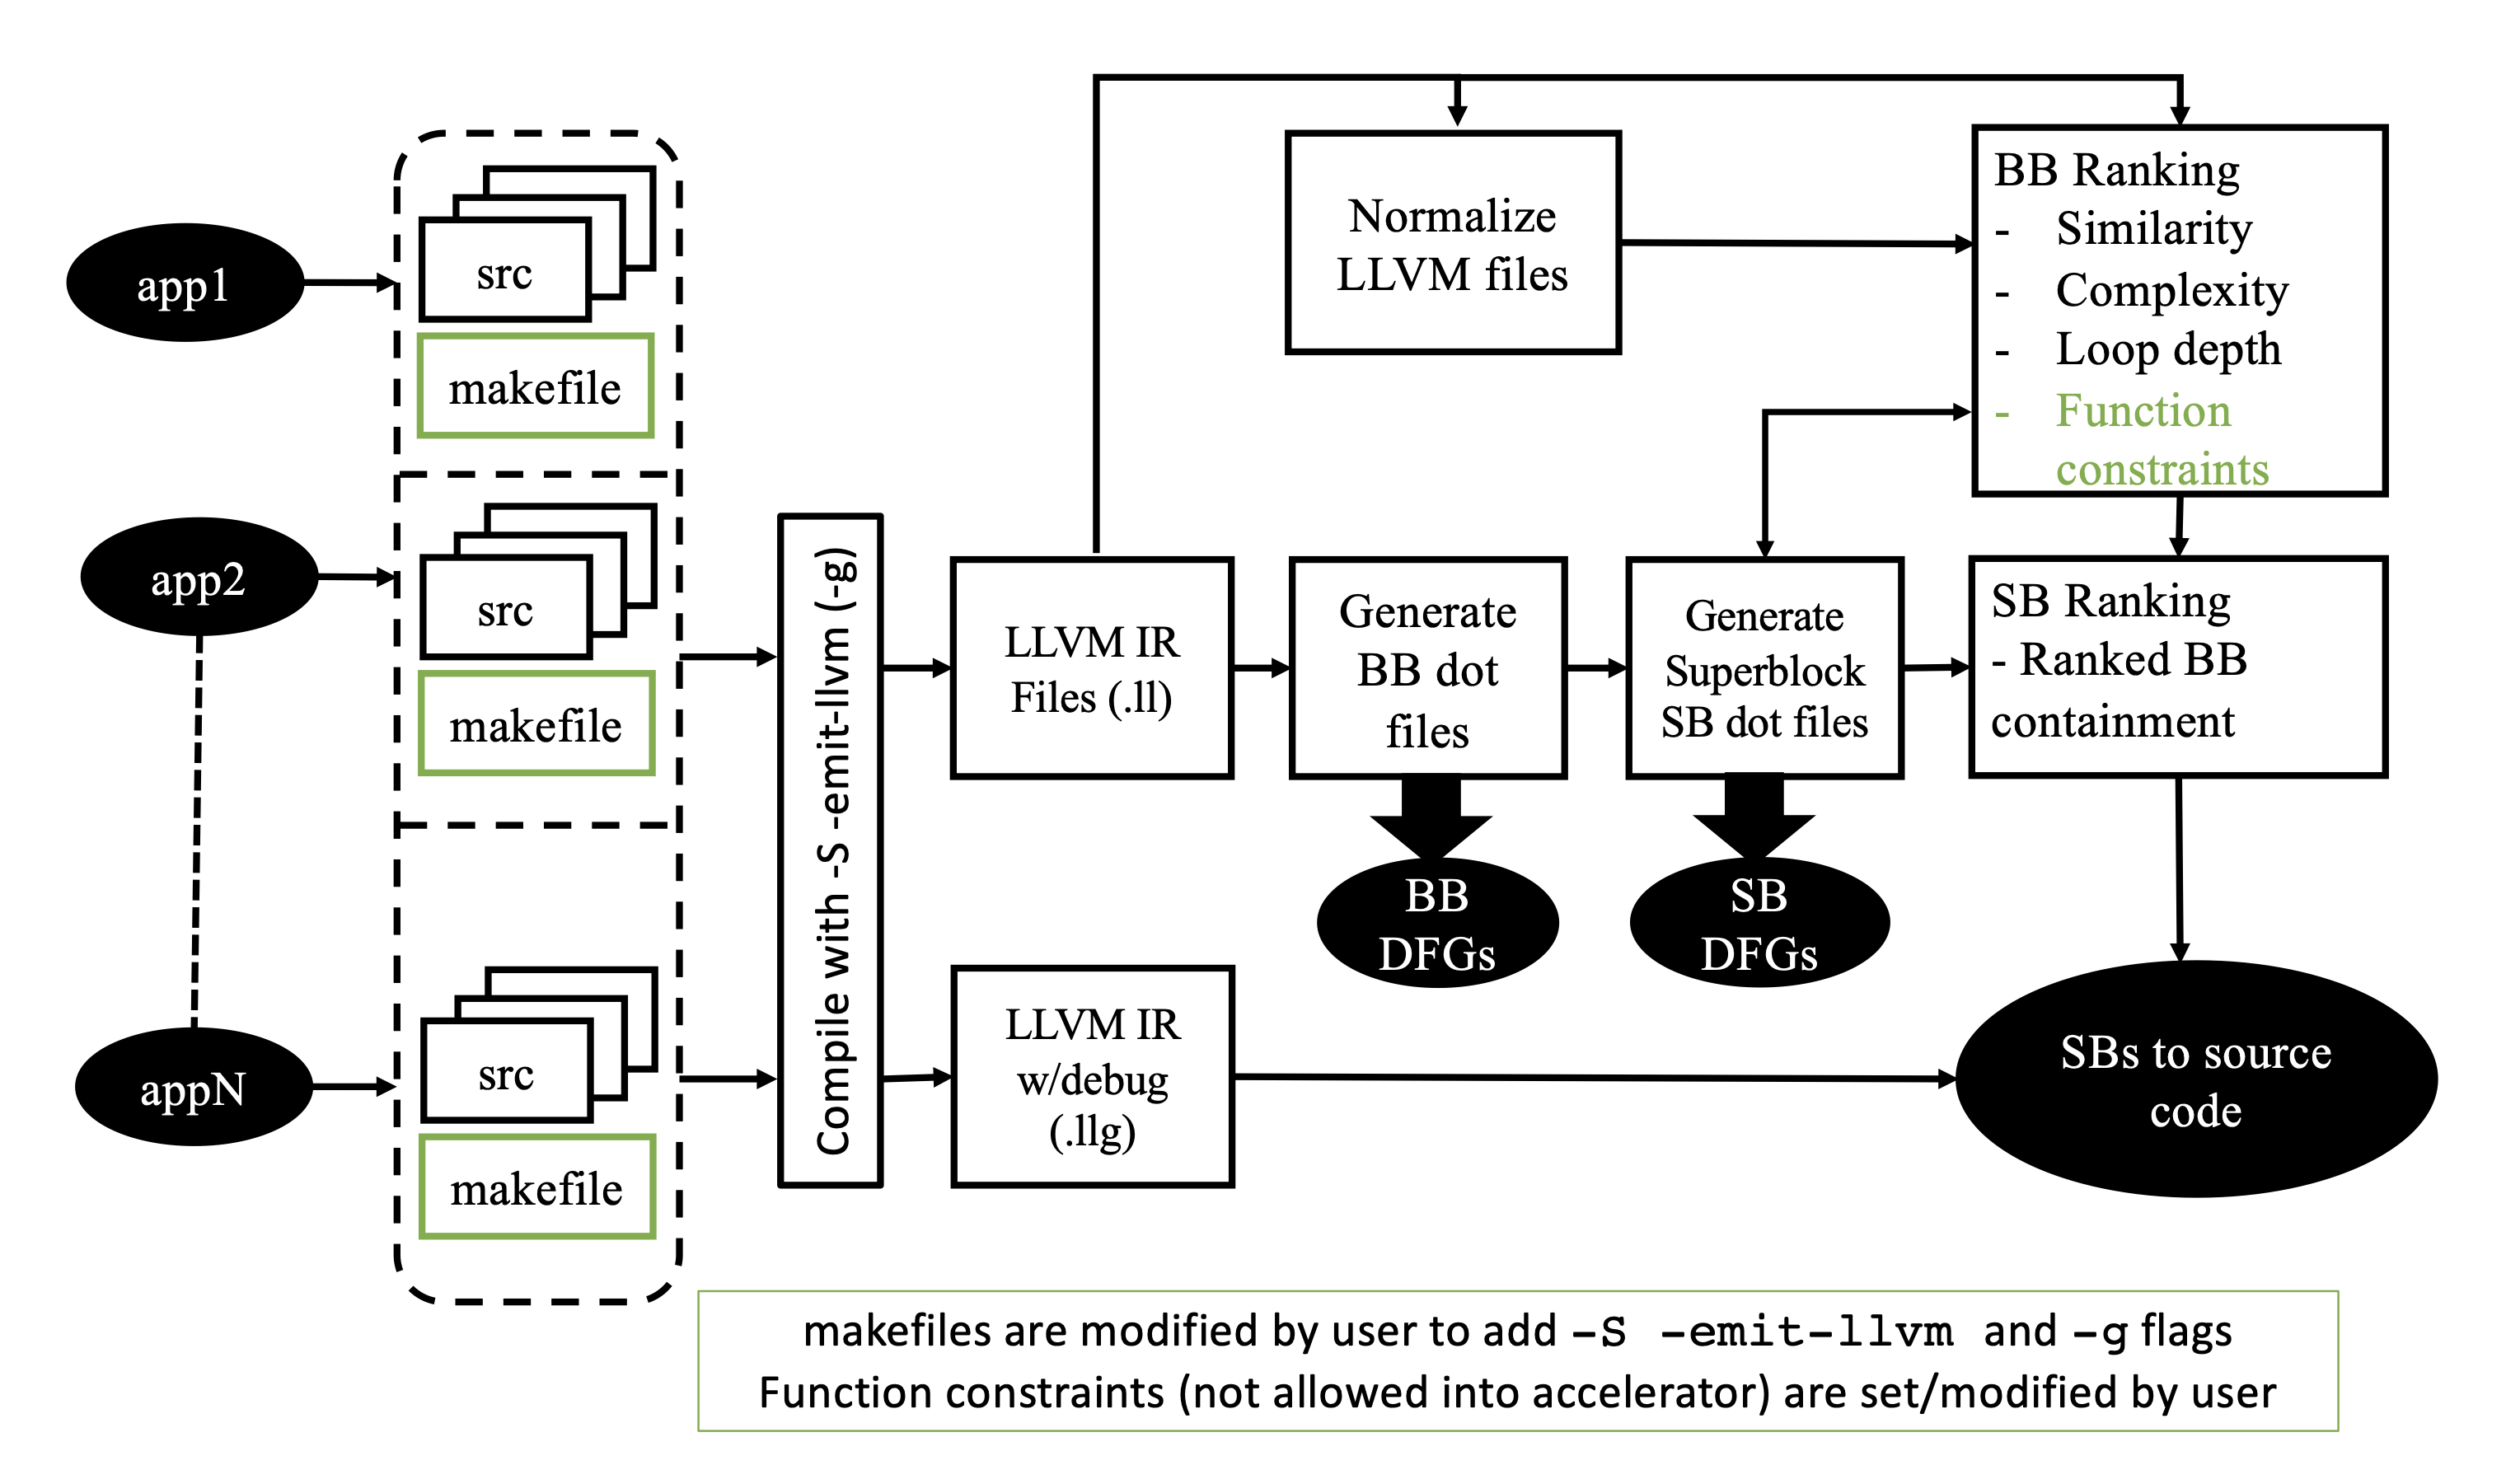 app1
src
makefile
app2
src
makefile
appN
src
makefile
Compile with -S -emit-llvm (-g)
LLVM IR
Files (.ll)
LLVM IR
w/debug
(.llg)
Normalize
LLVM files
Generate
BB dot
files
BB
DFGs
Generate
Superblock
SB dot files
SB
DFGs
BB Ranking
- Similarity
- Complexity
- Loop depth
- Function
constraints
SB Ranking
- Ranked BB
containment
SBs to source
code
makefiles are modified by user to add -S -emit-llvm and -g flags
Function constraints (not allowed into accelerator) are set/modified by user